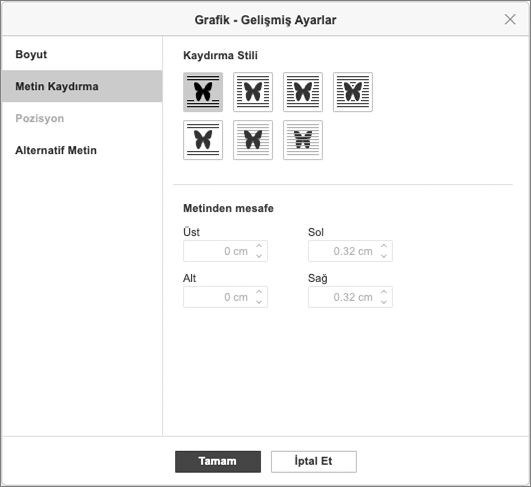 Grafik - Gelişmiş Ayarlar
Boyut
Metin Kaydırma
Pozisyon
Alternatif Metin
Kaydırma Stili
Metinden mesafe
Üst Sol
0 cm 0.32 cm
Alt Sağ
0 cm 0.32 cm
Tamam İptal Et